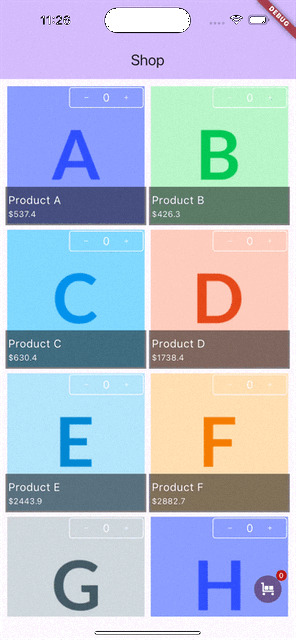 11:26
DEBUG
Shop
- 0 +
- 0 +
A
B
Product A
$537.4
Product B
$426.3
- 0 +
- 0 +
C
D
Product C
$630.4
Product D
$1738.4
- 0 +
- 0 +
E
F
Product E
$2443.9
Product F
$2882.7
- 0 +
- 0 +
G
H
0